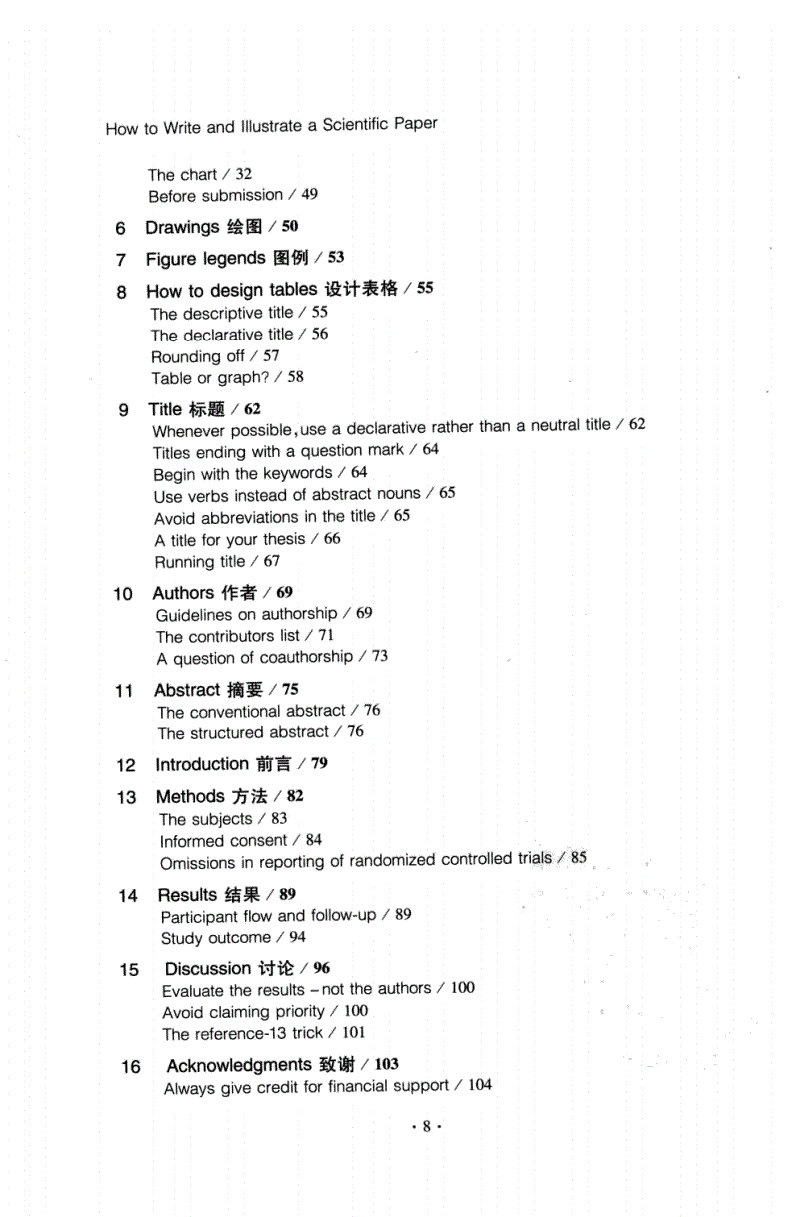 How to Write and Illustrate a Scientific Paper
The chart / 32
Before submission / 49
6 Drawings 绘图 / 50
7 Figure legends 图例 / 53
8 How to design tables 设计表格 / 55
The descriptive title / 55
The declarative title / 56
Rounding off / 57
Table or graph? / 58
9 Title 标题 / 62
Whenever possible,use a declarative rather than a neutral title / 62
Titles ending with a question mark / 64
Begin with the keywords / 64
Use verbs instead of abstract nouns / 65
Avoid abbreviations in the title / 65
A title for your thesis / 66
Running title / 67
10 Authors 作者 / 69
Guidelines on authorship / 69
The contributors list / 71
A question of coauthorship / 73
11 Abstract 摘要 / 75
The conventional abstract / 76
The structured abstract / 76
12 Introduction 前言 / 79
13 Methods 方法 / 82
The subjects / 83
Informed consent / 84
Omissions in reporting of randomized controlled trials / 85
14 Results 结果 / 89
Participant flow and follow-up / 89
Study outcome / 94
15 Discussion 讨论 / 96
Evaluate the results – not the authors / 100
Avoid claiming priority / 100
The reference-13 trick / 101
16 Acknowledgments 致谢 / 103
Always give credit for financial support / 104
· 8 ·